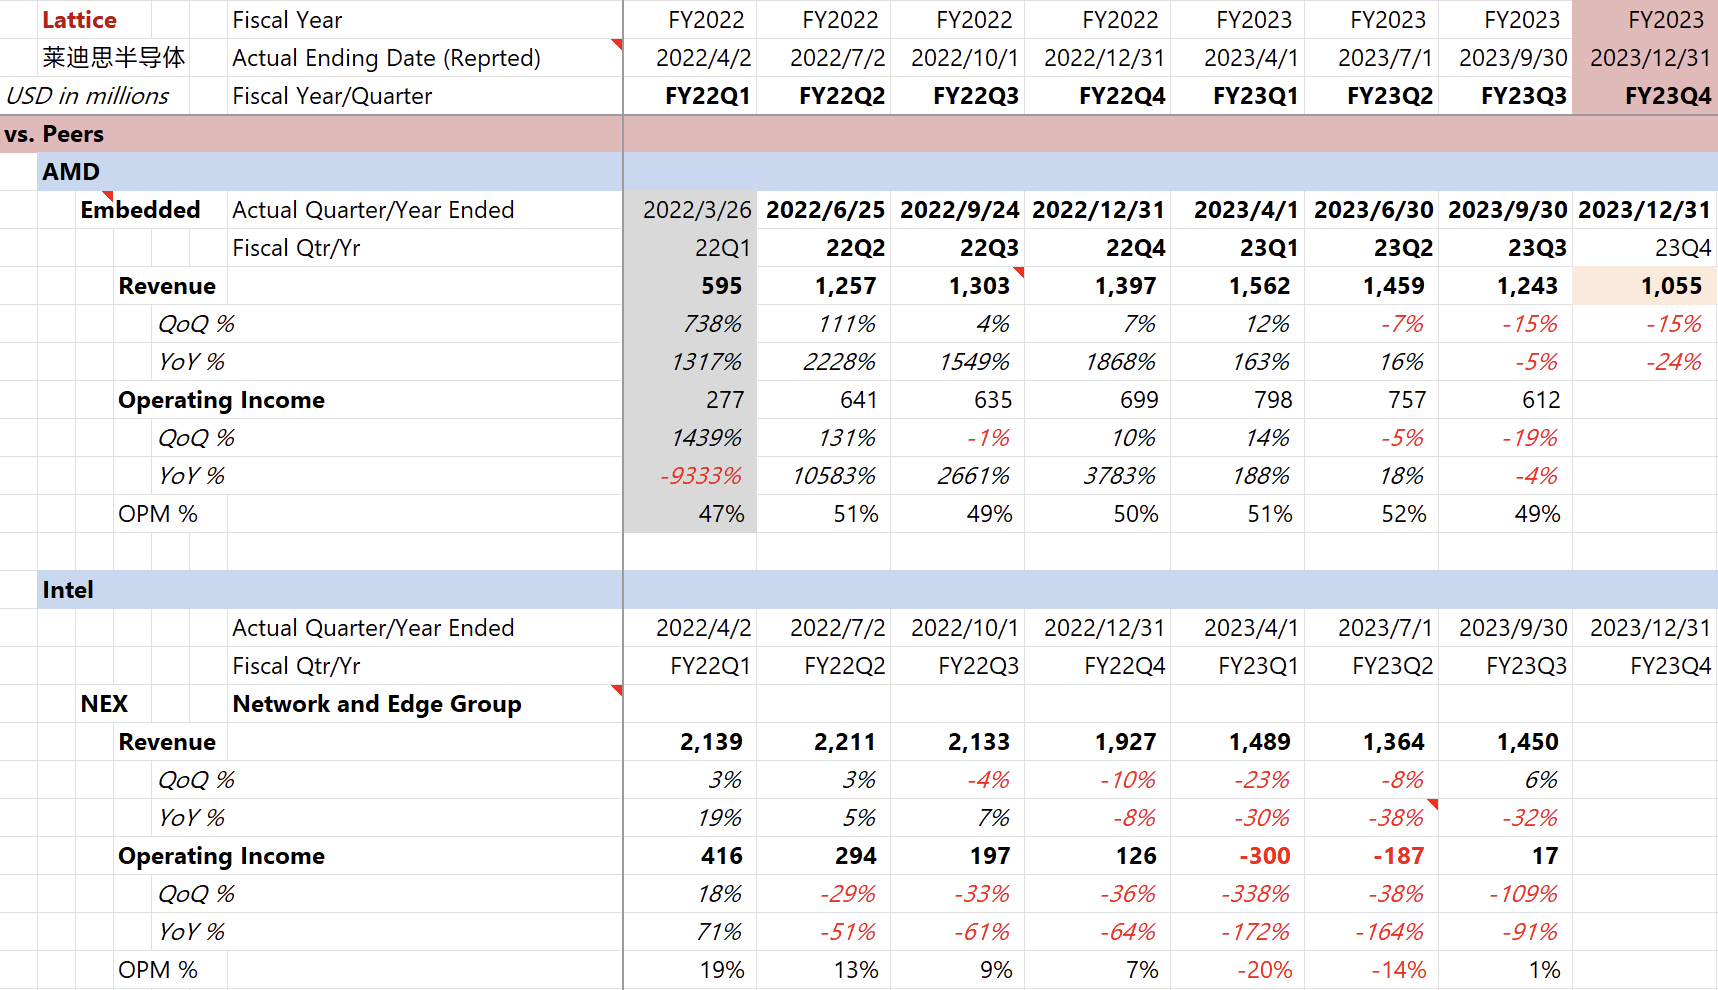 Lattice Fiscal Year FY2022 FY2022 FY2022 FY2022 FY2023 FY2023 FY2023 FY2023
莱迪思半导体 Actual Ending Date (Reprted) 2022/4/2 2022/7/2 2022/10/1 2022/12/31 2023/4/1 2023/7/1 2023/9/30 2023/12/31
USD in millions Fiscal Year/Quarter FY22Q1 FY22Q2 FY22Q3 FY22Q4 FY23Q1 FY23Q2 FY23Q3 FY23Q4
vs. Peers
AMD
Embedded Actual Quarter/Year Ended 2022/3/26 2022/6/25 2022/9/24 2022/12/31 2023/4/1 2023/6/30 2023/9/30 2023/12/31
Fiscal Qtr/Yr 22Q1 22Q2 22Q3 22Q4 23Q1 23Q2 23Q3 23Q4
Revenue 595 1,257 1,303 1,397 1,562 1,459 1,243 1,055
QoQ % 738% 111% 4% 7% 12% -7% -15% -15%
YoY % 1317% 2228% 1549% 1868% 163% 16% -5% -24%
Operating Income 277 641 635 699 798 757 612
QoQ % 1439% 131% -1% 10% 14% -5% -19%
YoY % -9333% 10583% 2661% 3783% 188% 18% -4%
OPM % 47% 51% 49% 50% 51% 52% 49%
Intel
Actual Quarter/Year Ended 2022/4/2 2022/7/2 2022/10/1 2022/12/31 2023/4/1 2023/7/1 2023/9/30 2023/12/31
Fiscal Qtr/Yr FY22Q1 FY22Q2 FY22Q3 FY22Q4 FY23Q1 FY23Q2 FY23Q3 FY23Q4
NEX Network and Edge Group
Revenue 2,139 2,211 2,133 1,927 1,489 1,364 1,450
QoQ % 3% 3% -4% -10% -23% -8% 6%
YoY % 19% 5% 7% -8% -30% -38% -32%
Operating Income 416 294 197 126 -300 -187 17
QoQ % 18% -29% -33% -36% -338% -38% -109%
YoY % 71% -51% -61% -64% -172% -164% -91%
OPM % 19% 13% 9% 7% -20% -14% 1%